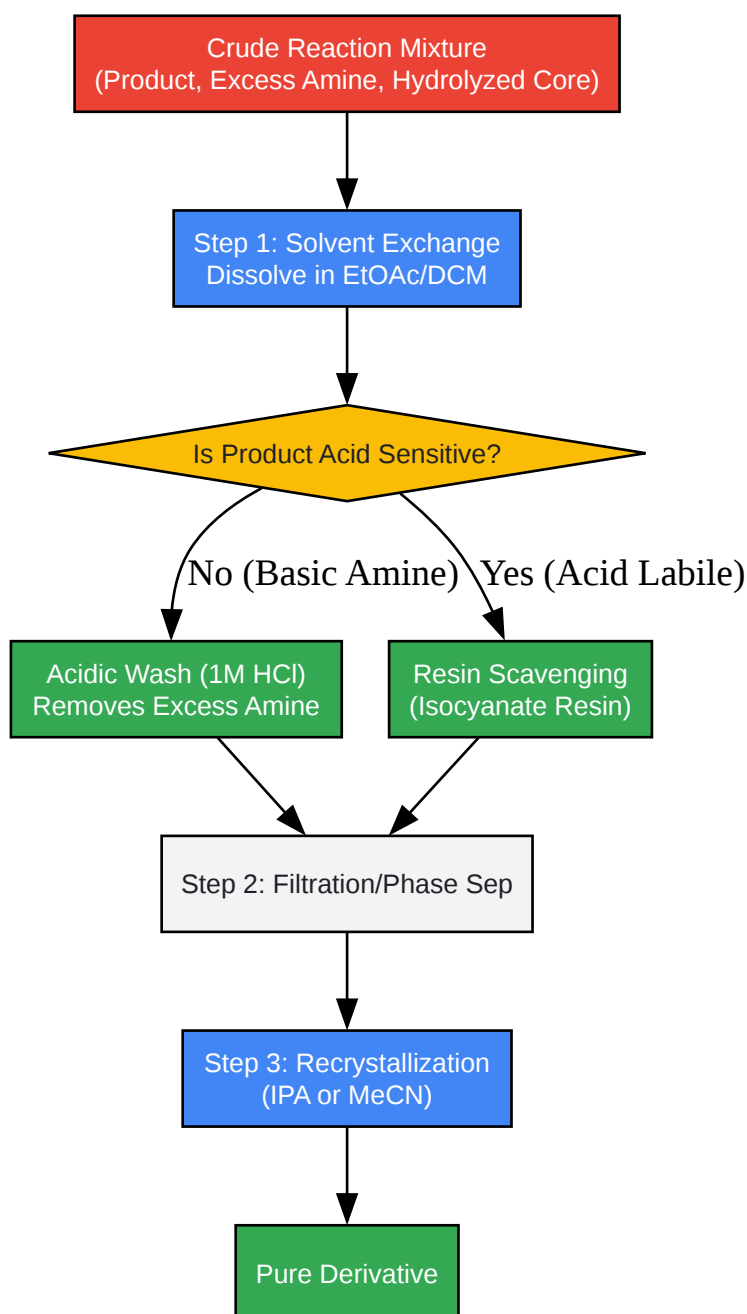 Crude Reaction Mixture
(Product, Excess Amine, Hydrolyzed Core)
Step 1: Solvent Exchange
Dissolve in EtOAc/DCM
Is Product Acid Sensitive?
No (Basic Amine)
Yes (Acid Labile)
Acidic Wash (1M HCl)
Removes Excess Amine
Resin Scavenging
(Isocyanate Resin)
Step 2: Filtration/Phase Sep
Step 3: Recrystallization
(IPA or MeCN)
Pure Derivative